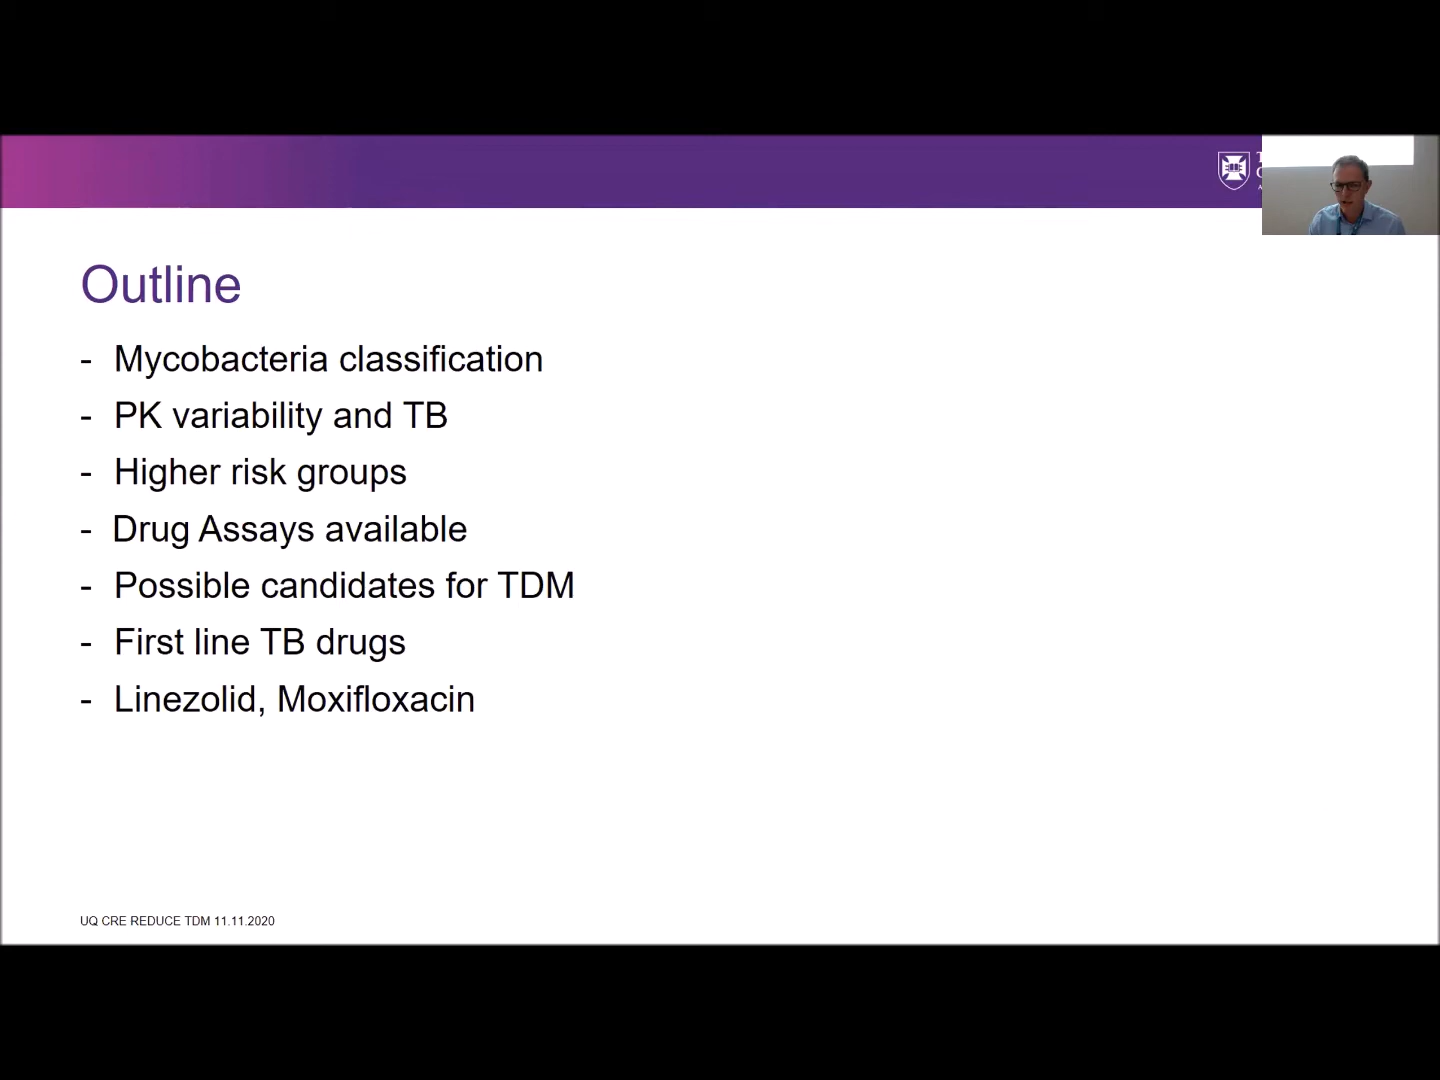 Outline
- Mycobacteria classification
- PK variability and TB
- Higher risk groups
- Drug Assays available
- Possible candidates for TDM
- First line TB drugs
- Linezolid, Moxifloxacin
UQ CRE REDUCE TDM 11.11.2020